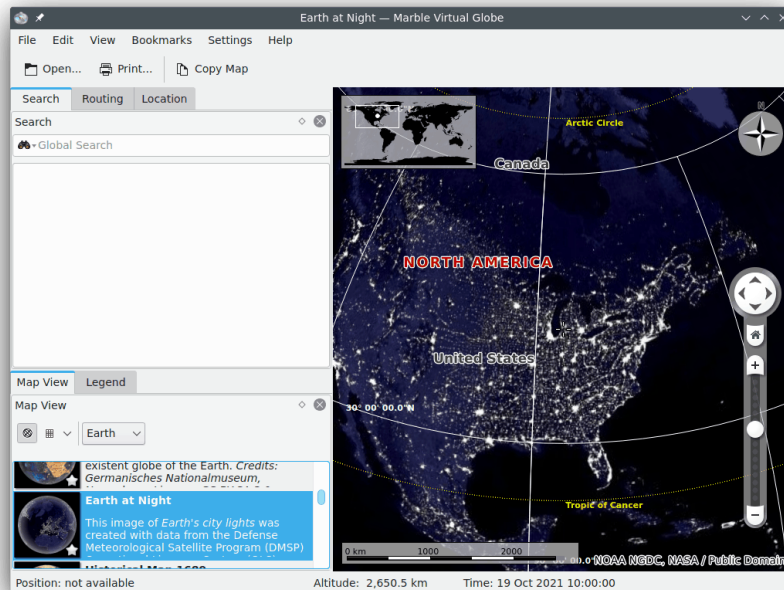 Earth at Night — Marble Virtual Globe
File Edit View Bookmarks Settings Help
Open... Print... Copy Map
Search Routing Location
Search
Global Search
Map View Legend
Map View
Earth
existent globe of the Earth. Credits:
Germanisches Nationalmuseum,
Earth at Night
This image of Earth's city lights was
created with data from the Defense
Meteorological Satellite Program (DMSP)
Historical Map 1689
Arctic Circle
N
Canada
NORTH AMERICA
United States
30° 00' 00.0"N
Tropic of Cancer
0 km 1000 2000
NOAA NGDC, NASA / Public Domain
Position: not available Altitude: 2,650.5 km Time: 19 Oct 2021 10:00:00